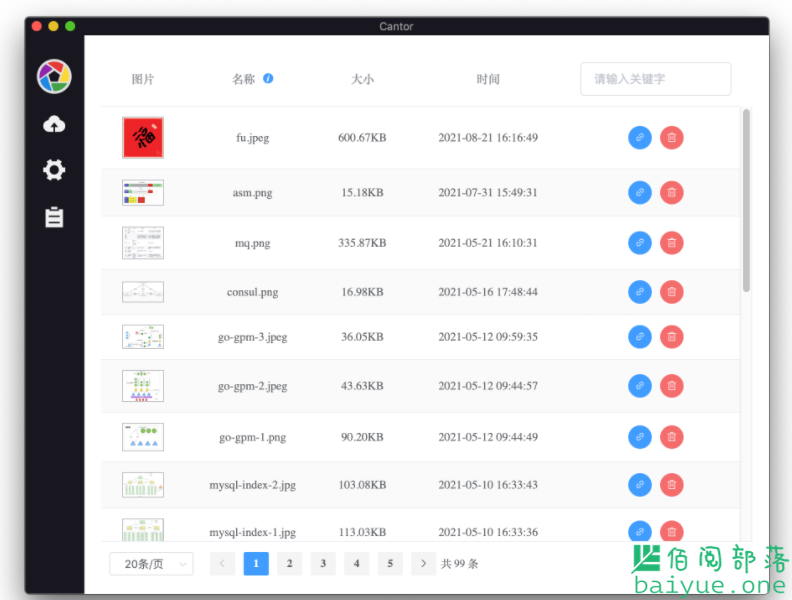 Cantor
图片 名称 大小 时间 请输入关键字
福
fu.jpeg 600.67KB 2021-08-21 16:16:49
asm.png 15.18KB 2021-07-31 15:49:31
mq.png 335.87KB 2021-05-21 16:10:31
consul.png 16.98KB 2021-05-16 17:48:44
go-gpm-3.jpeg 36.05KB 2021-05-12 09:59:35
go-gpm-2.jpeg 43.63KB 2021-05-12 09:44:57
go-gpm-1.png 90.20KB 2021-05-12 09:44:49
mysql-index-2.jpg 103.08KB 2021-05-10 16:33:43
mysql-index-1.jpg 113.03KB 2021-05-10 16:33:36
20条/页 1 2 3 4 5 共 99 条
佰阅部落
baiyue.one